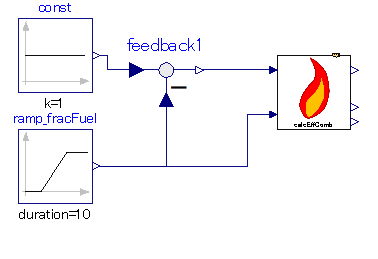 const
feedback1
k=1
ramp_fracFuel
calcEffComb
duration=10